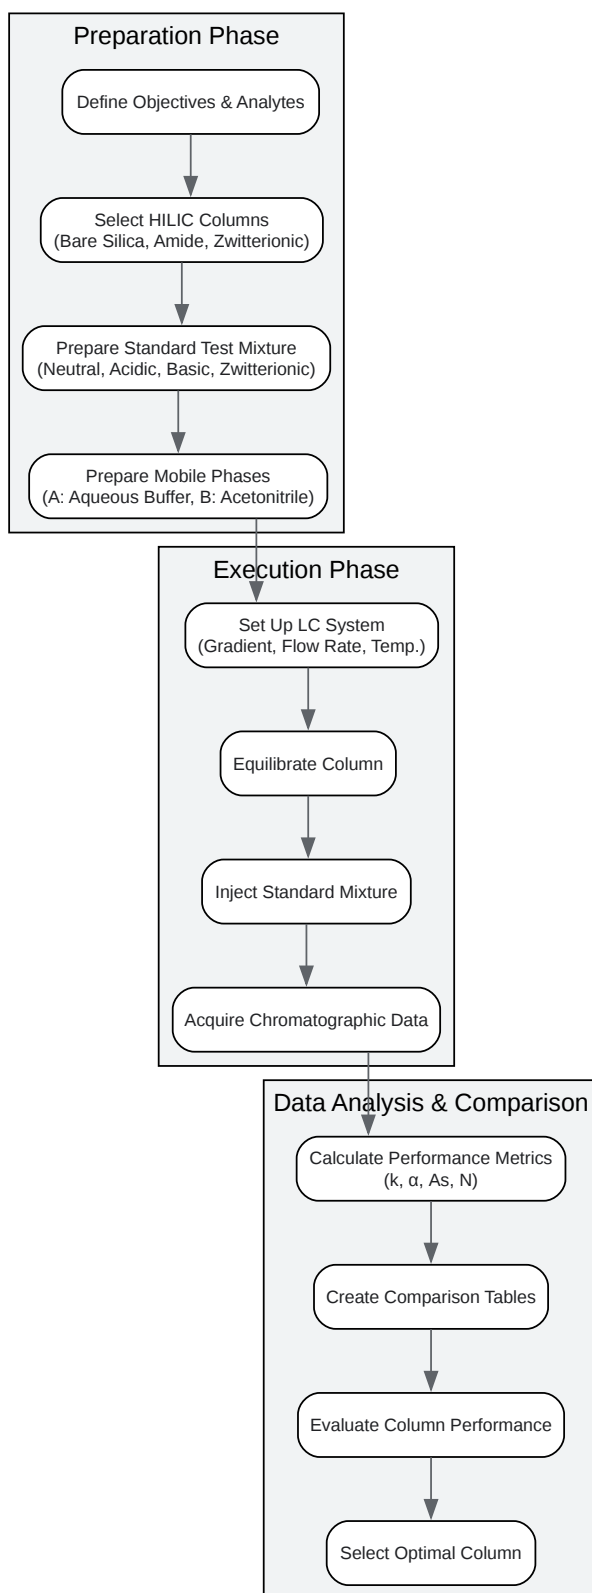 Preparation Phase
Define Objectives & Analytes
Select HILIC Columns
(Bare Silica, Amide, Zwitterionic)
Prepare Standard Test Mixture
(Neutral, Acidic, Basic, Zwitterionic)
Prepare Mobile Phases
(A: Aqueous Buffer, B: Acetonitrile)
Execution Phase
Set Up LC System
(Gradient, Flow Rate, Temp.)
Equilibrate Column
Inject Standard Mixture
Acquire Chromatographic Data
Data Analysis & Comparison
Calculate Performance Metrics
(k, α, As, N)
Create Comparison Tables
Evaluate Column Performance
Select Optimal Column